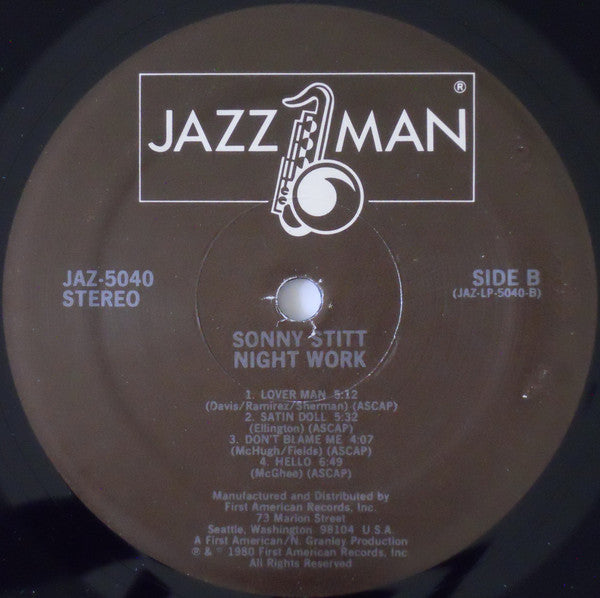 JAZZ MAN ®
JAZ-5040
STEREO
SIDE B
(JAZ-LP-5040-B)
SONNY STITT
NIGHT WORK
1. LOVER MAN 5:12
(Davis/Ramirez/Sherman) (ASCAP)
2. SATIN DOLL 5:32
(Ellington) (ASCAP)
3. DON'T BLAME ME 4:07
(McHugh/Fields) (ASCAP)
4. HELLO 6:49
(McGhee) (ASCAP)
Manufactured and Distributed by
First American Records, Inc.
73 Marion Street
Seattle, Washington 98104 U.S.A.
A First American/N. Granley Production
℗ & © 1980 First American Records, Inc
All Rights Reserved